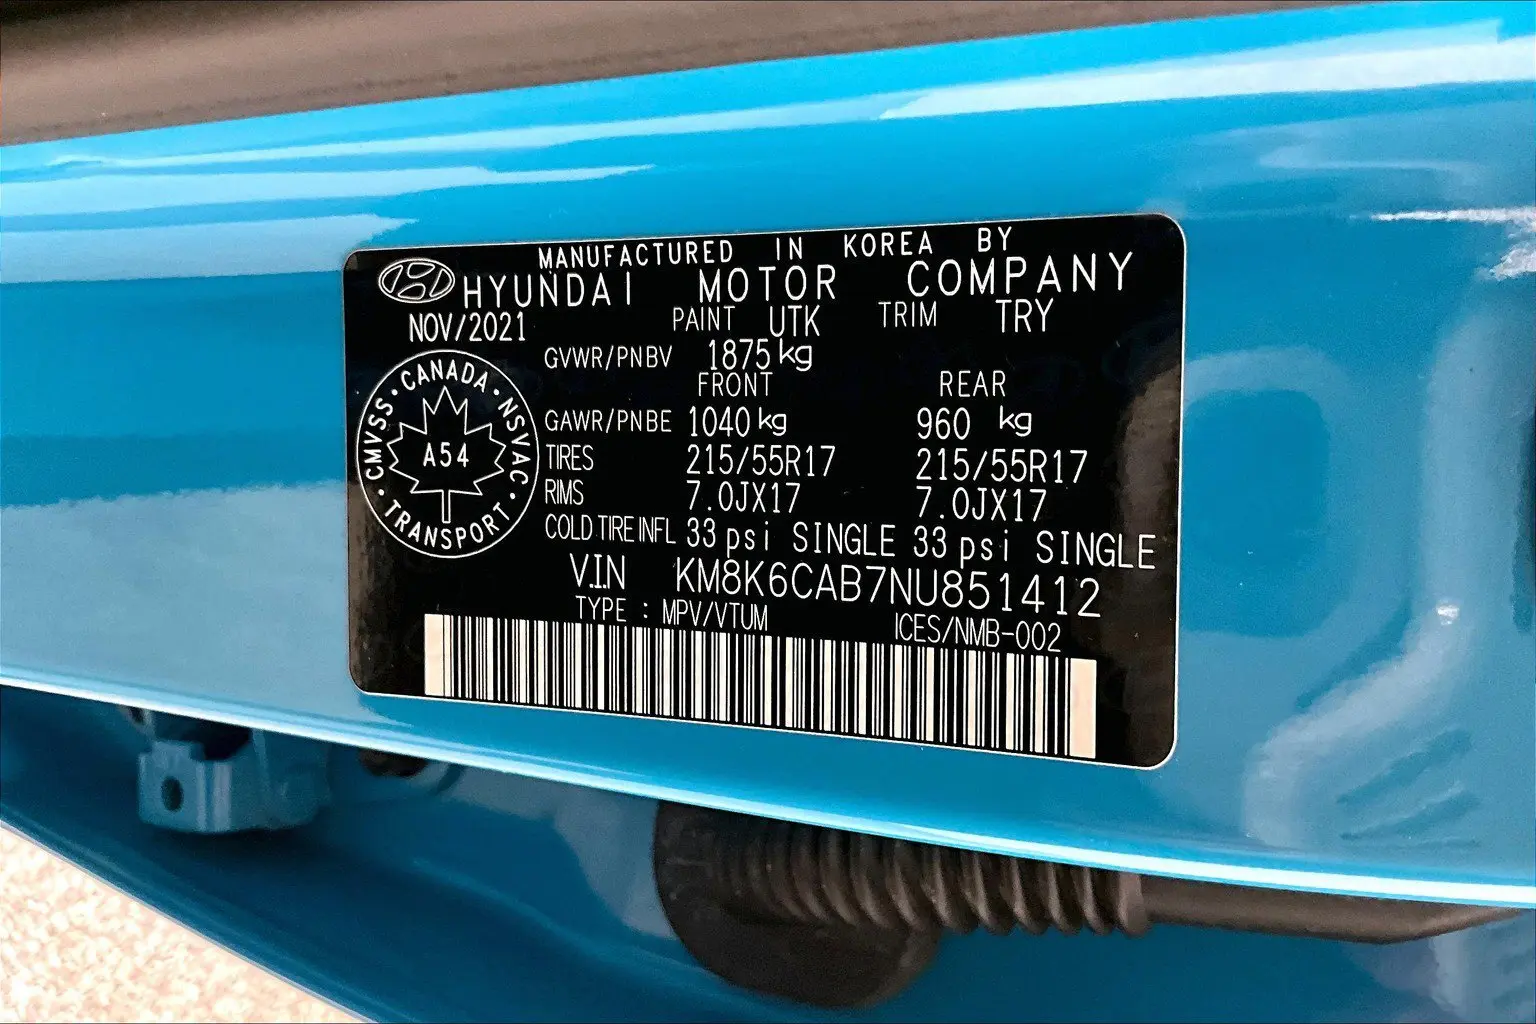 MANUFACTURED IN KOREA BY
HYUNDAI MOTOR COMPANY
NOV/2021 PAINT UTK TRIM TRY
GVWR/PNBV 1875 kg
FRONT REAR
GAWR/PNBE 1040 kg 960 kg
TIRES 215/55R17 215/55R17
RIMS 7.0JX17 7.0JX17
COLD TIRE INFL 33 psi SINGLE 33 psi SINGLE
V.I.N KM8K6CAB7NU851412
TYPE : MPV/VTUM ICES/NMB-002
CMVSS · CANADA · NSVAC · TRANSPORT ·
A54